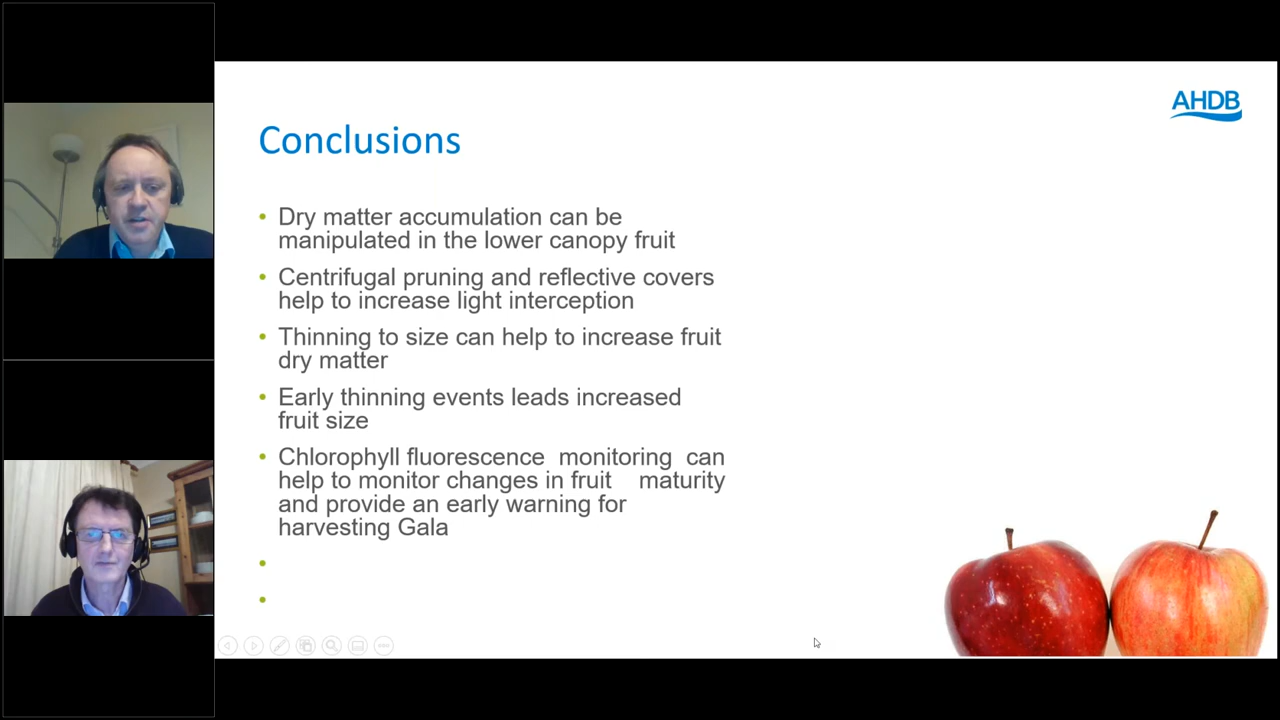 AHDB
Conclusions
• Dry matter accumulation can be
manipulated in the lower canopy fruit
• Centrifugal pruning and reflective covers
help to increase light interception
• Thinning to size can help to increase fruit
dry matter
• Early thinning events leads increased
fruit size
• Chlorophyll fluorescence monitoring can
help to monitor changes in fruit maturity
and provide an early warning for
harvesting Gala
•
•